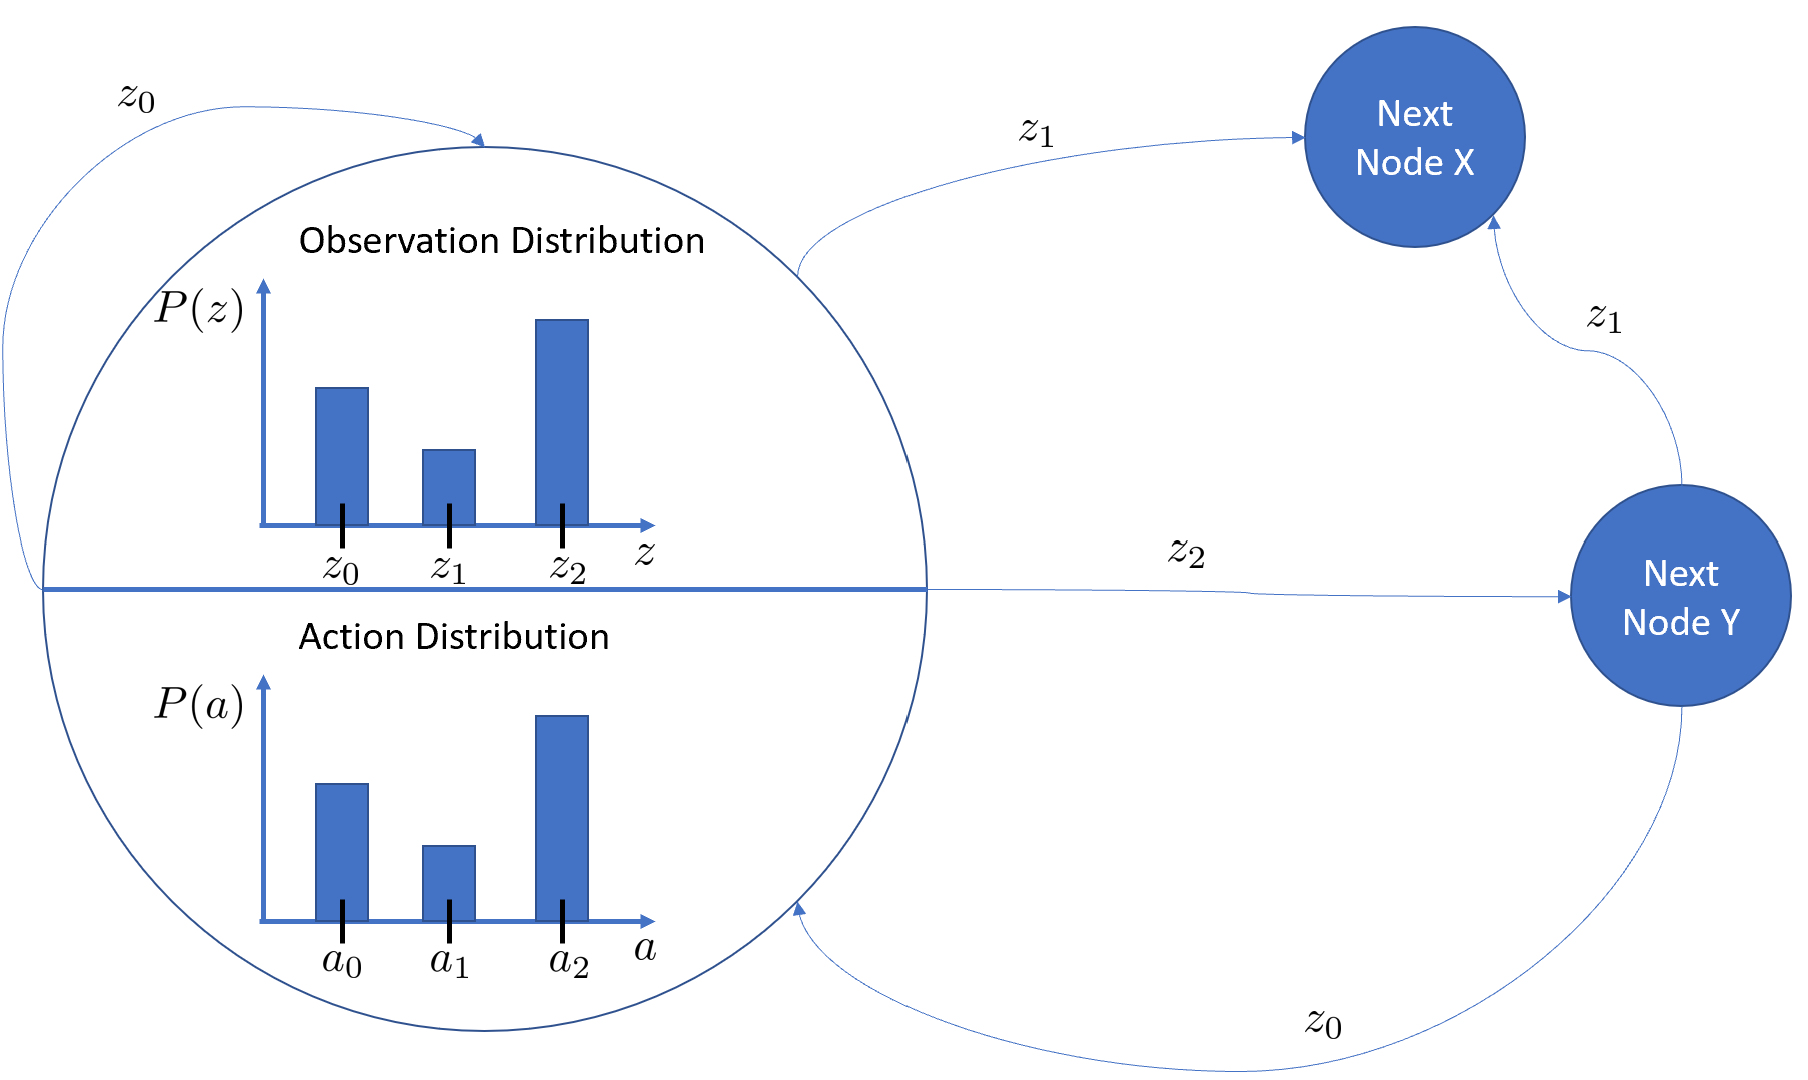 z₀
z₁
Next
Node X
Observation Distribution
P(z)
z₁
z₀
z₁
z₂
z
z₂
Next
Node Y
Action Distribution
P(a)
a₀
a₁
a₂
a
z₀